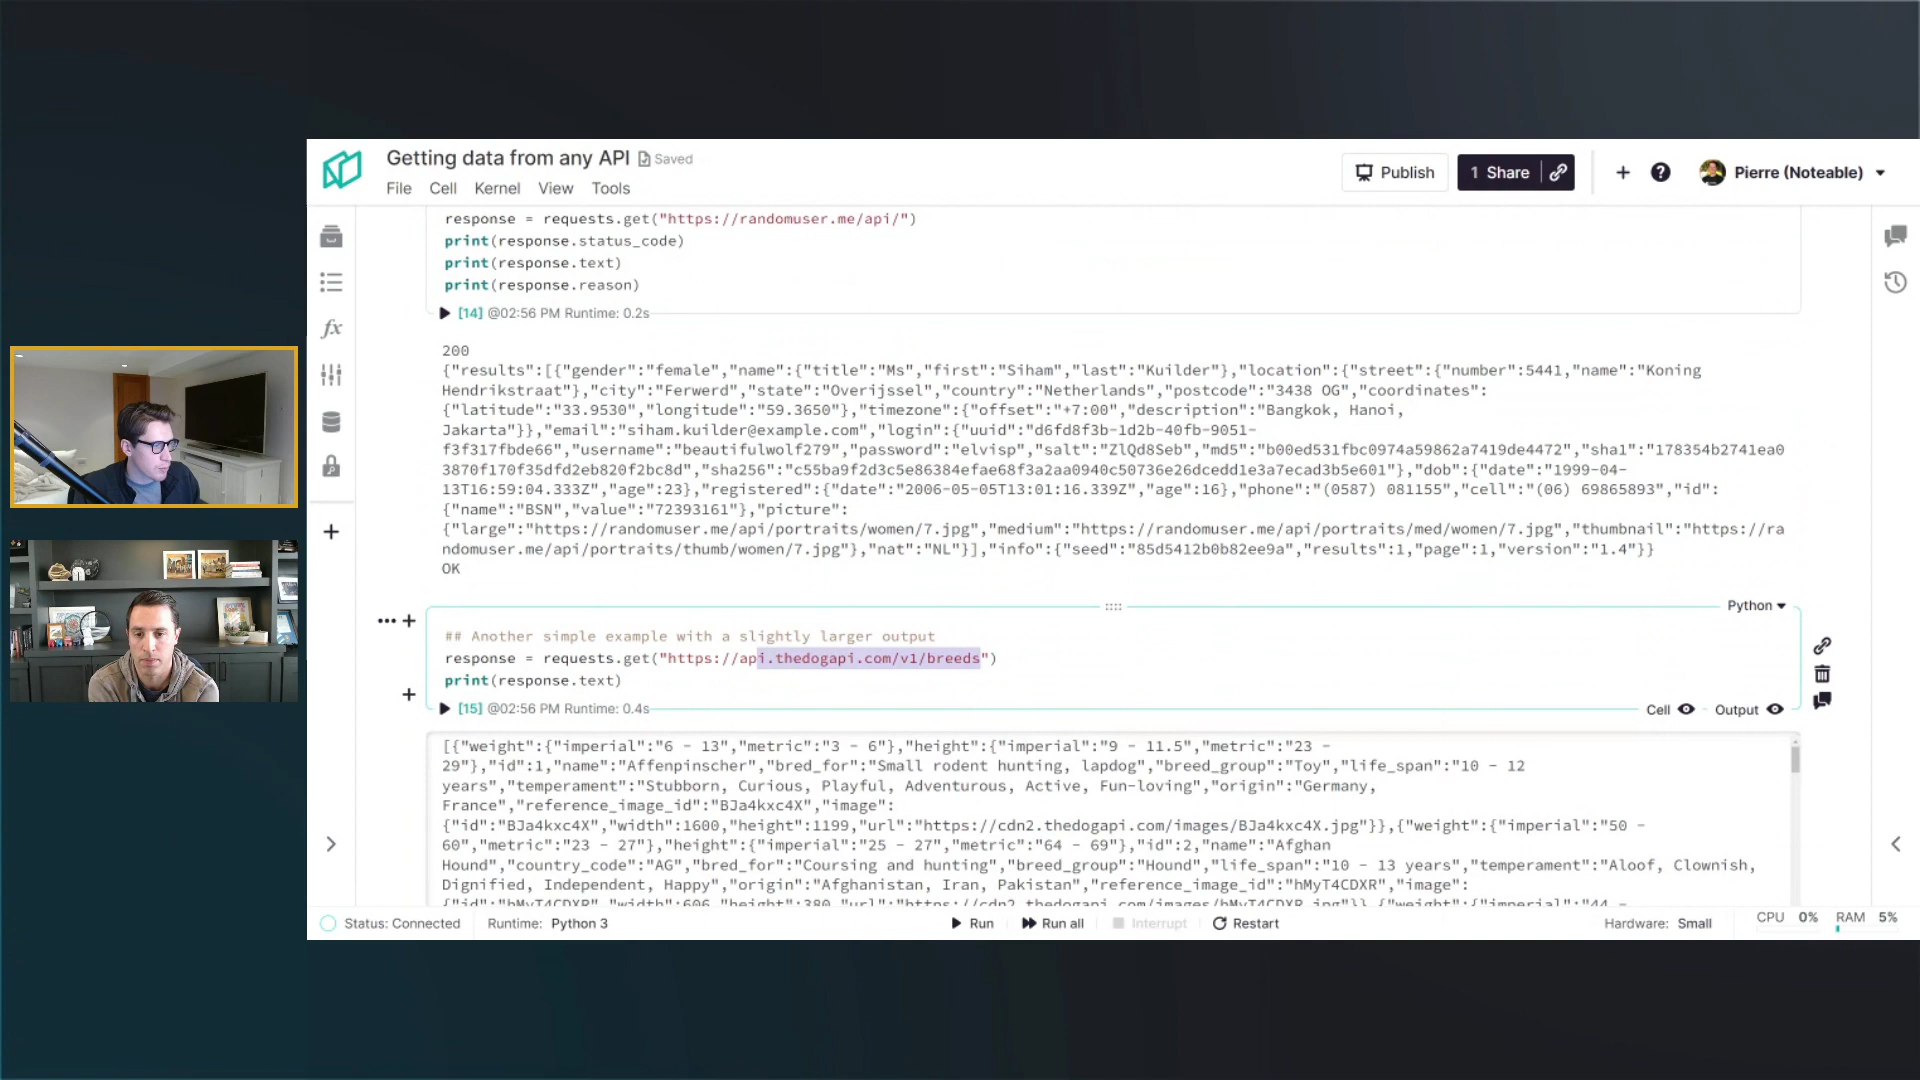 Getting data from any API Saved
File Cell Kernel View Tools
Publish 1 Share Pierre (Noteable)
response = requests.get("https://randomuser.me/api/")
print(response.status_code)
print(response.text)
print(response.reason)
[14] @02:56 PM Runtime: 0.2s
200
{"results":[{"gender":"female","name":{"title":"Ms","first":"Siham","last":"Kuilder"},"location":{"street":{"number":5441,"name":"Koning
Hendrikstraat"},"city":"Ferwerd","state":"Overijssel","country":"Netherlands","postcode":"3438 OG","coordinates":
{"latitude":"33.9530","longitude":"59.3650"},"timezone":{"offset":"+7:00","description":"Bangkok, Hanoi,
Jakarta"}},"email":"siham.kuilder@example.com","login":{"uuid":"d6fd8f3b-1d2b-40fb-9051-
f3f317fbde66","username":"beautifulwolf279","password":"elvisp","salt":"ZlQd8Seb","md5":"b00ed531fbc0974a59862a7419de4472","sha1":"178354b2741ea0
3870f170f35dfd2eb820f2bc8d","sha256":"c55ba9f2d3c5e86384efae68f3a2aa0940c50736e26dcedd1e3a7ecad3b5e601"},"dob":{"date":"1999-04-
13T16:59:04.333Z","age":23},"registered":{"date":"2006-05-05T13:01:16.339Z","age":16},"phone":"(0587) 081155","cell":"(06) 69865893","id":
{"name":"BSN","value":"72393161"},"picture":
{"large":"https://randomuser.me/api/portraits/women/7.jpg","medium":"https://randomuser.me/api/portraits/med/women/7.jpg","thumbnail":"https://ra
ndomuser.me/api/portraits/thumb/women/7.jpg"},"nat":"NL"}],"info":{"seed":"85d5412b0b82ee9a","results":1,"page":1,"version":"1.4"}}
OK
Python
## Another simple example with a slightly larger output
response = requests.get("https://api.thedogapi.com/v1/breeds")
print(response.text)
[15] @02:56 PM Runtime: 0.4s Cell Output
[{"weight":{"imperial":"6 - 13","metric":"3 - 6"},"height":{"imperial":"9 - 11.5","metric":"23 -
29"},"id":1,"name":"Affenpinscher","bred_for":"Small rodent hunting, lapdog","breed_group":"Toy","life_span":"10 - 12
years","temperament":"Stubborn, Curious, Playful, Adventurous, Active, Fun-loving","origin":"Germany,
France","reference_image_id":"BJa4kxc4X","image":
{"id":"BJa4kxc4X","width":1600,"height":1199,"url":"https://cdn2.thedogapi.com/images/BJa4kxc4X.jpg"}},{"weight":{"imperial":"50 -
60","metric":"23 - 27"},"height":{"imperial":"25 - 27","metric":"64 - 69"},"id":2,"name":"Afghan
Hound","country_code":"AG","bred_for":"Coursing and hunting","breed_group":"Hound","life_span":"10 - 13 years","temperament":"Aloof, Clownish,
Dignified, Independent, Happy","origin":"Afghanistan, Iran, Pakistan","reference_image_id":"hMyT4CDXR","image":
{"id":"hMyT4CDXR","width":606,"height":380,"url":"https://cdn2.thedogapi.com/images/hMyT4CDXR.jpg"}},{"weight":{"imperial":"44 -
Status: Connected Runtime: Python 3 Run Run all Interrupt Restart Hardware: Small CPU 0% RAM 5%